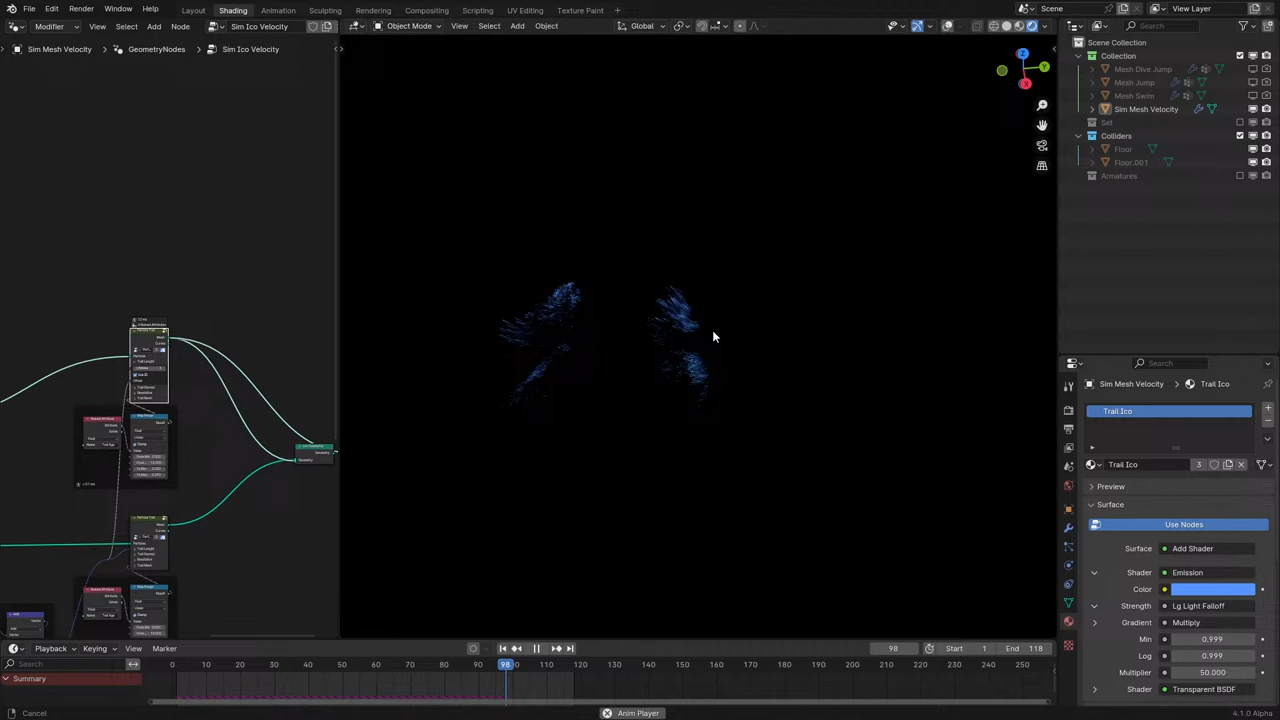 File Edit Render Window Help Layout Shading Animation Sculpting Rendering Compositing Scripting UV Editing Texture Paint + Scene View Layer
Modifier View Select Add Node Sim Ico Velocity Object Mode View Select Add Object Global Search
Sim Mesh Velocity > GeometryNodes > Sim Ico Velocity
Scene Collection
Collection
Mesh Dive Jump
Mesh Jump
Mesh Swim
Sim Mesh Velocity
Set
Colliders
Floor
Floor.001
Armatures
Z
Y
X
Search
Sim Mesh Velocity > Trail Ico
Trail Ico
Trail Ico 3
Preview
Surface
Use Nodes
Surface Add Shader
Shader Emission
Color
Strength Lg Light Falloff
Gradient Multiply
Min 0.999
Log 0.999
Multiplier 50.000
Shader Transparent BSDF
Playback Keying View Marker 98 Start 1 End 118
Search 0 10 20 30 40 50 60 70 80 90 98 110 120 130 140 150 160 170 180 190 200 210 220 230 240 250
Summary
Cancel Anim Player 4.1.0 Alpha